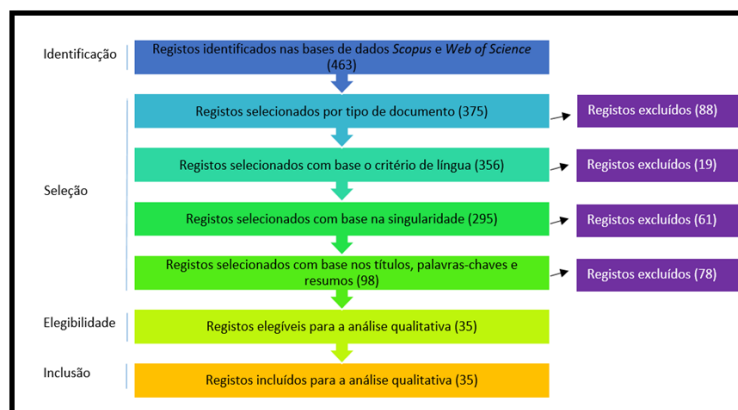 Identificação
Registos identificados nas bases de dados Scopus e Web of Science
(463)
Registos selecionados por tipo de documento (375)
Registos excluídos (88)
Registos selecionados com base o critério de língua (356)
Registos excluídos (19)
Seleção
Registos selecionados com base na singularidade (295)
Registos excluídos (61)
Registos selecionados com base nos títulos, palavras-chaves e
resumos (98)
Registos excluídos (78)
Elegibilidade
Registos elegíveis para a análise qualitativa (35)
Inclusão
Registos incluídos para a análise qualitativa (35)